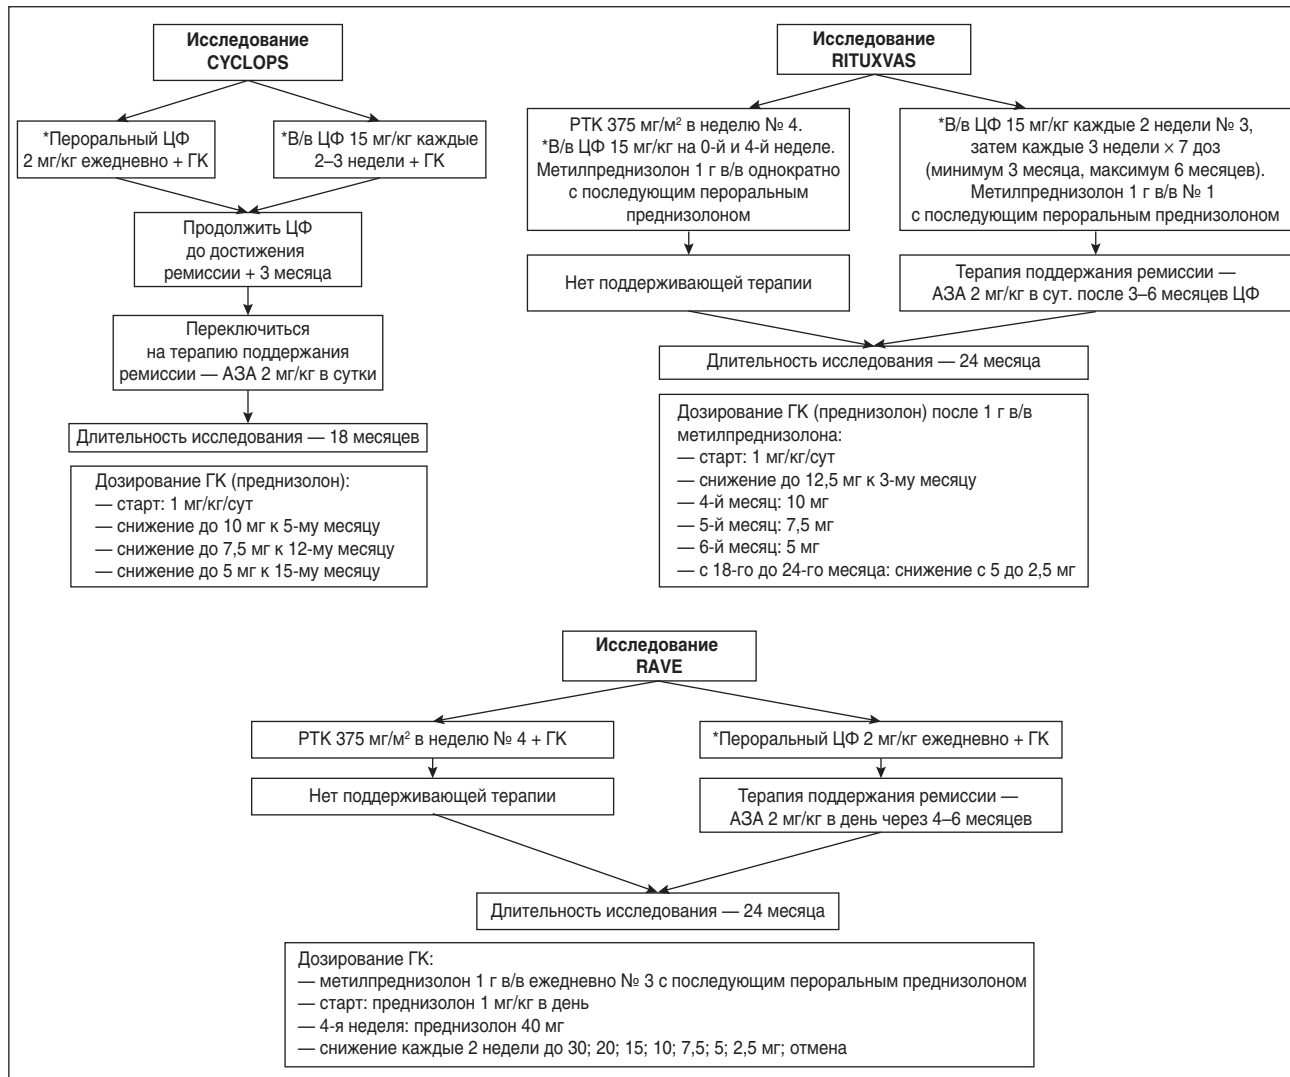 Исследование
CYCLOPS
*Пероральный ЦФ
2 мг/кг ежедневно + ГК
*В/в ЦФ 15 мг/кг каждые
2–3 недели + ГК
Продолжить ЦФ
до достижения
ремиссии + 3 месяца
Переключиться
на терапию поддержания
ремиссии — АЗА 2 мг/кг в сутки
Длительность исследования — 18 месяцев
Дозирование ГК (преднизолон):
— старт: 1 мг/кг/сут
— снижение до 10 мг к 5-му месяцу
— снижение до 7,5 мг к 12-му месяцу
— снижение до 5 мг к 15-му месяцу
Исследование
RITUXVAS
РТК 375 мг/м² в неделю № 4.
*В/в ЦФ 15 мг/кг на 0-й и 4-й неделе.
Метилпреднизолон 1 г в/в однократно
с последующим пероральным
преднизолоном
*В/в ЦФ 15 мг/кг каждые 2 недели № 3,
затем каждые 3 недели × 7 доз
(минимум 3 месяца, максимум 6 месяцев).
Метилпреднизолон 1 г в/в № 1
с последующим пероральным преднизолоном
Нет поддерживающей терапии
Терапия поддержания ремиссии —
АЗА 2 мг/кг в сут. после 3–6 месяцев ЦФ
Длительность исследования — 24 месяца
Дозирование ГК (преднизолон) после 1 г в/в
метилпреднизолона:
— старт: 1 мг/кг/сут
— снижение до 12,5 мг к 3-му месяцу
— 4-й месяц: 10 мг
— 5-й месяц: 7,5 мг
— 6-й месяц: 5 мг
— с 18-го до 24-го месяца: снижение с 5 до 2,5 мг
Исследование
RAVE
РТК 375 мг/м² в неделю № 4 + ГК
*Пероральный ЦФ 2 мг/кг ежедневно + ГК
Нет поддерживающей терапии
Терапия поддержания ремиссии —
АЗА 2 мг/кг в день через 4–6 месяцев
Длительность исследования — 24 месяца
Дозирование ГК:
— метилпреднизолон 1 г в/в ежедневно № 3 с последующим пероральным преднизолоном
— старт: преднизолон 1 мг/кг в день
— 4-я неделя: преднизолон 40 мг
— снижение каждые 2 недели до 30; 20; 15; 10; 7,5; 5; 2,5 мг; отмена